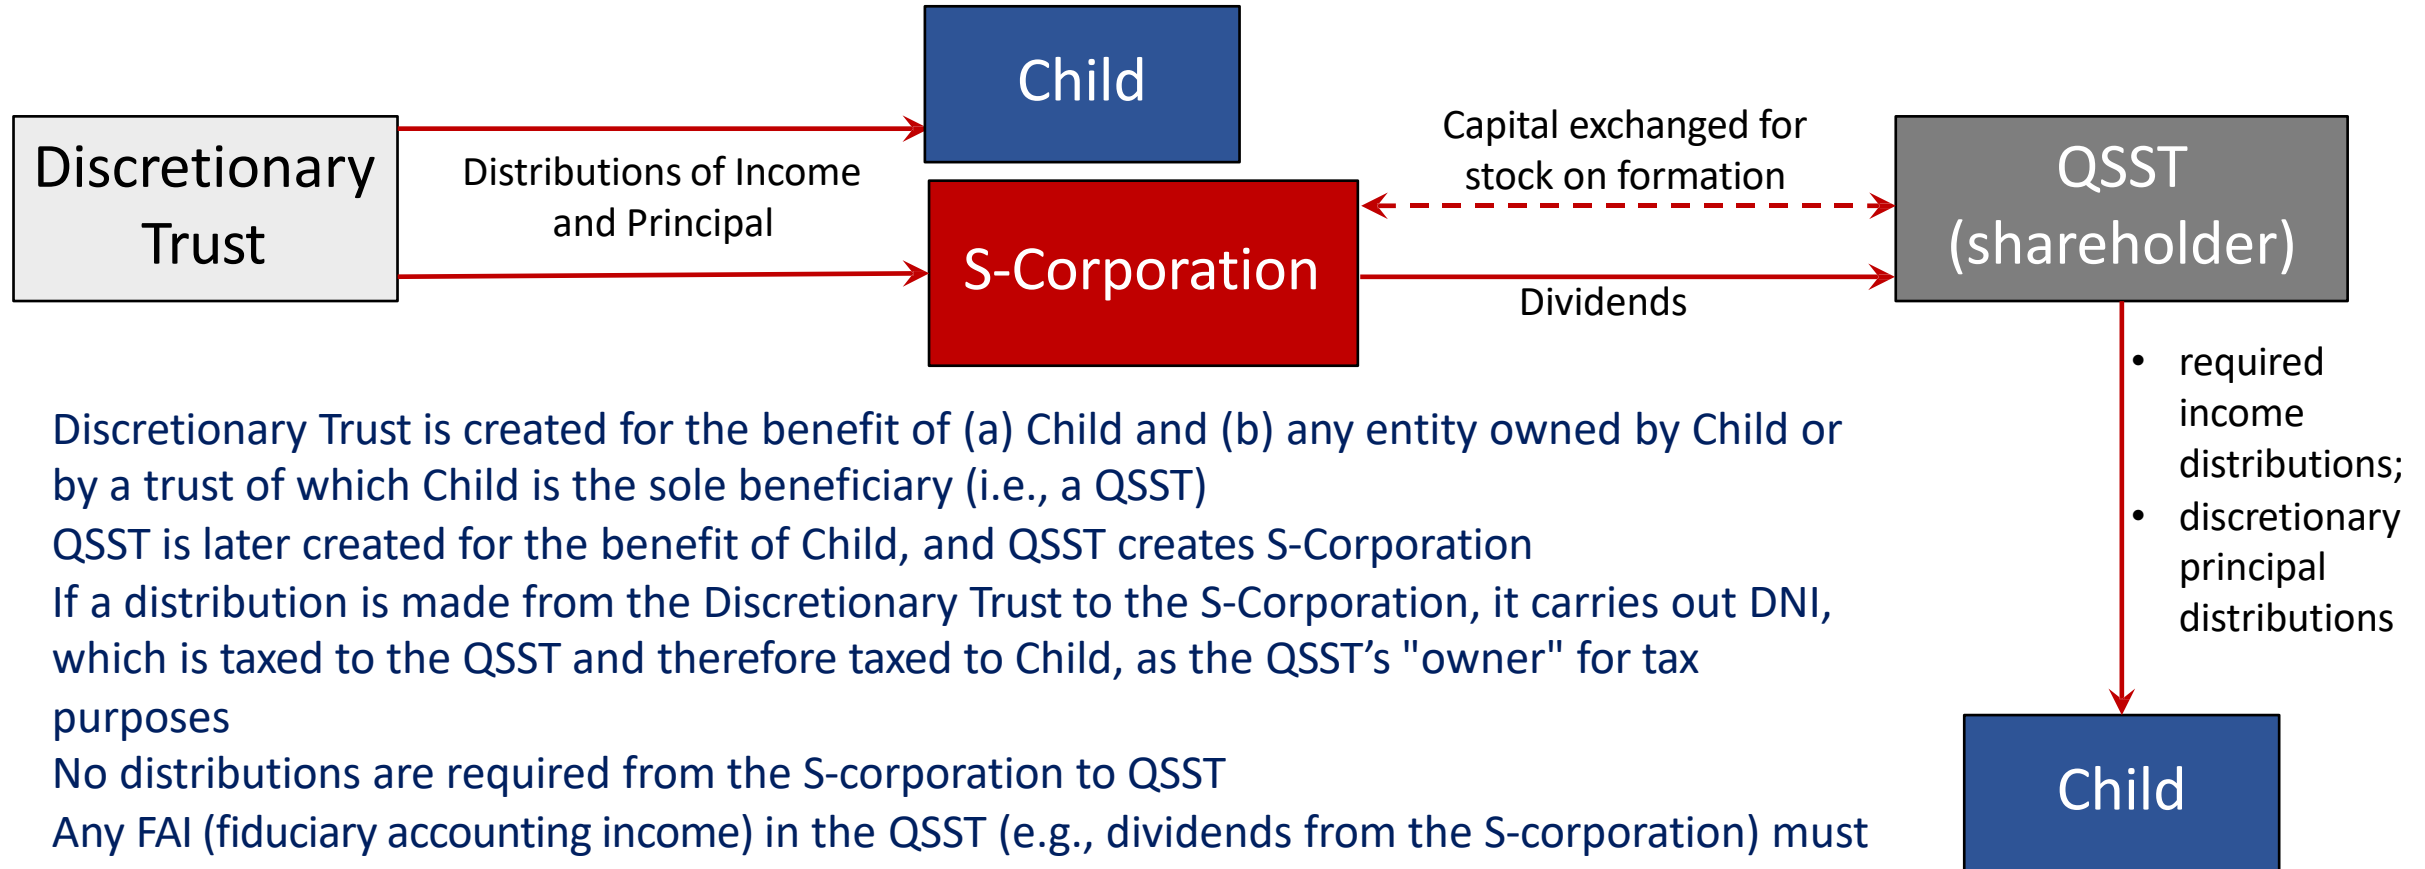 Child
Discretionary
Trust
Distributions of Income
and Principal
S-Corporation
Capital exchanged for
stock on formation
Dividends
QSST
(shareholder)
• required
income
distributions;
• discretionary
principal
distributions
Child
Discretionary Trust is created for the benefit of (a) Child and (b) any entity owned by Child or
by a trust of which Child is the sole beneficiary (i.e., a QSST)
QSST is later created for the benefit of Child, and QSST creates S-Corporation
If a distribution is made from the Discretionary Trust to the S-Corporation, it carries out DNI,
which is taxed to the QSST and therefore taxed to Child, as the QSST’s "owner" for tax
purposes
No distributions are required from the S-corporation to QSST
Any FAI (fiduciary accounting income) in the QSST (e.g., dividends from the S-corporation) must